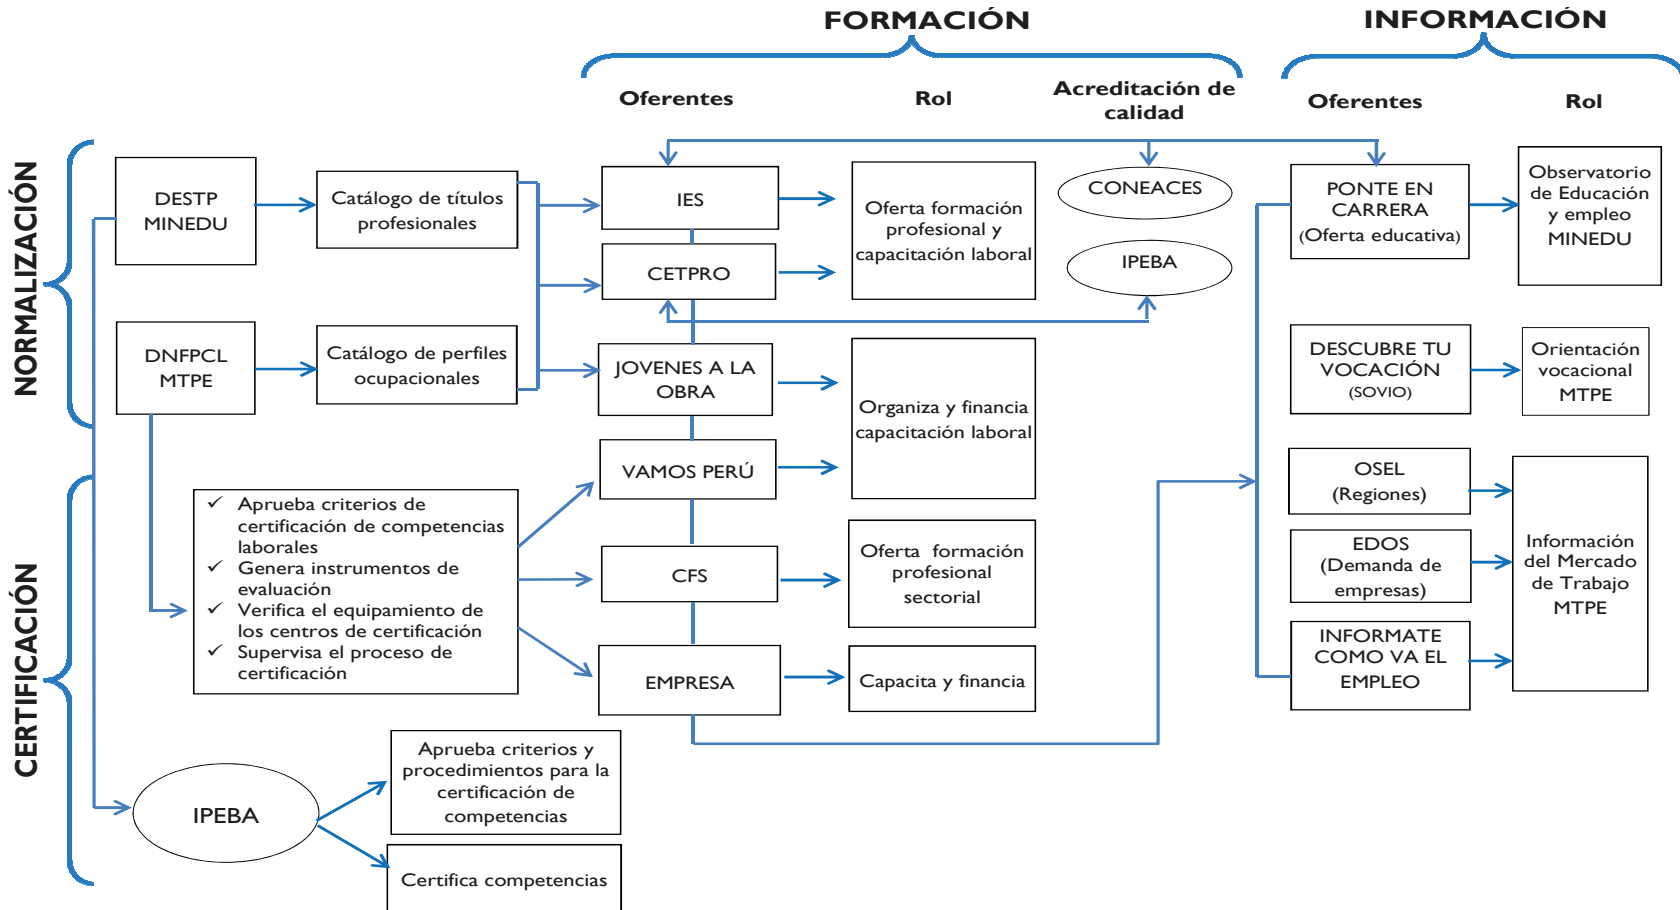 FORMACIÓN
INFORMACIÓN
Oferentes
Rol
Acreditación de
calidad
Oferentes
Rol
NORMALIZACIÓN
DESTP
MINEDU
Catálogo de títulos
profesionales
IES
Oferta formación
profesional y
capacitación laboral
CONEACES
PONTE EN
CARRERA
(Oferta educativa)
Observatorio
de Educación
y empleo
MINEDU
CETPRO
IPEBA
DNFPCL
MTPE
Catálogo de perfiles
ocupacionales
JOVENES A LA
OBRA
Organiza y financia
capacitación laboral
DESCUBRE TU
VOCACIÓN
(SOVIO)
Orientación
vocacional
MTPE
VAMOS PERÚ
OSEL
(Regiones)
CERTIFICACIÓN
✓ Aprueba criterios de
certificación de competencias
laborales
✓ Genera instrumentos de
evaluación
✓ Verifica el equipamiento de
los centros de certificación
✓ Supervisa el proceso de
certificación
CFS
Oferta formación
profesional
sectorial
EDOS
(Demanda de
empresas)
Información
del Mercado
de Trabajo
MTPE
EMPRESA
Capacita y financia
INFORMATE
COMO VA EL
EMPLEO
IPEBA
Aprueba criterios y
procedimientos para la
certificación de
competencias
Certifica competencias